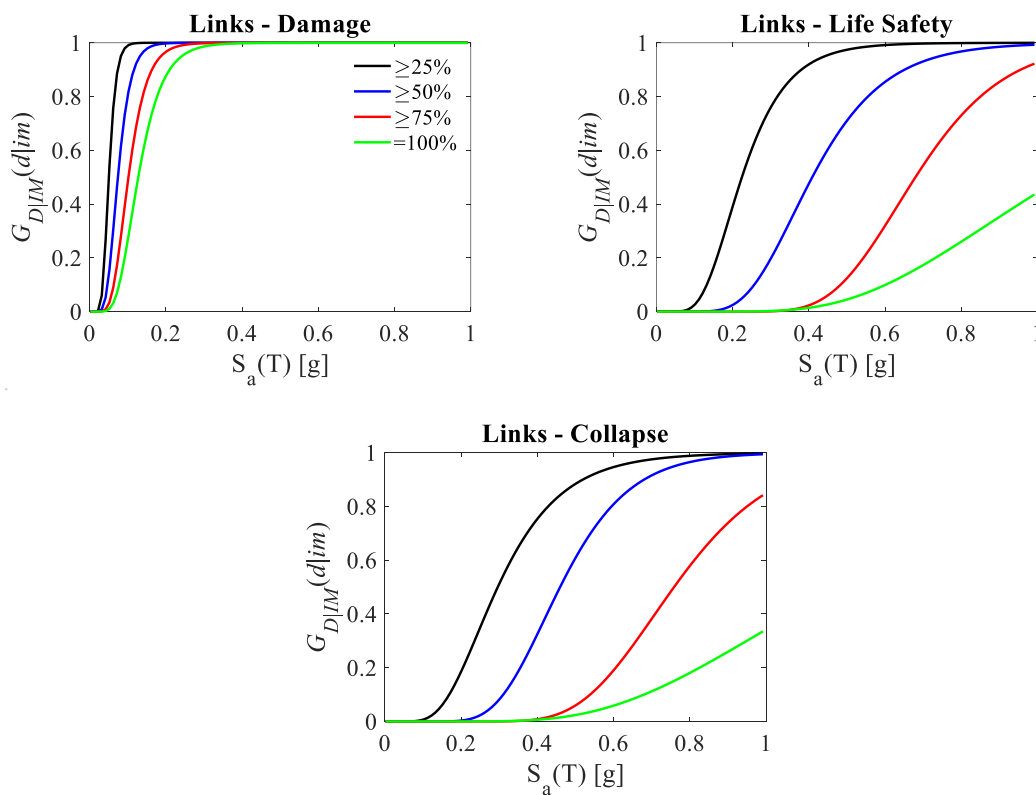 Links - Damage
1
0.8
0.6
0.4
0.2
0
0 0.2 0.4 0.6 0.8 1
G_{D|IM}(d|im)
S_a(T) [g]
≥25%
≥50%
≥75%
=100%
Links - Life Safety
1
0.8
0.6
0.4
0.2
0
0 0.2 0.4 0.6 0.8 1
G_{D|IM}(d|im)
S_a(T) [g]
Links - Collapse
1
0.8
0.6
0.4
0.2
0
0 0.2 0.4 0.6 0.8 1
G_{D|IM}(d|im)
S_a(T) [g]